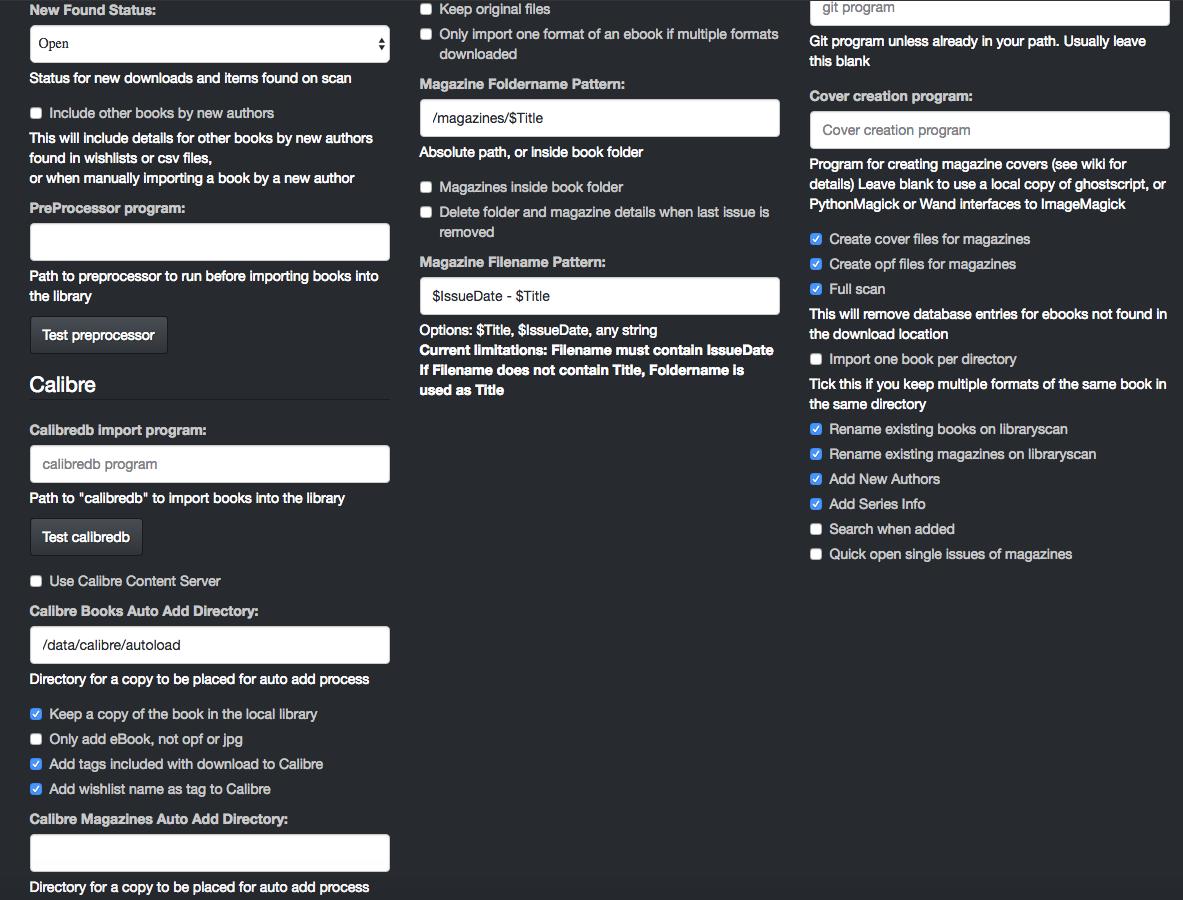 New Found Status:
Open
Status for new downloads and items found on scan
Include other books by new authors
This will include details for other books by new authors
found in wishlists or csv files,
or when manually importing a book by a new author
PreProcessor program:
Path to preprocessor to run before importing books into
the library
Test preprocessor
Calibre
Calibredb import program:
calibredb program
Path to "calibredb" to import books into the library
Test calibredb
Use Calibre Content Server
Calibre Books Auto Add Directory:
/data/calibre/autoload
Directory for a copy to be placed for auto add process
Keep a copy of the book in the local library
Only add eBook, not opf or jpg
Add tags included with download to Calibre
Add wishlist name as tag to Calibre
Calibre Magazines Auto Add Directory:
Directory for a copy to be placed for auto add process
Keep original files
Only import one format of an ebook if multiple formats
downloaded
Magazine Foldername Pattern:
/magazines/$Title
Absolute path, or inside book folder
Magazines inside book folder
Delete folder and magazine details when last issue is
removed
Magazine Filename Pattern:
$IssueDate - $Title
Options: $Title, $IssueDate, any string
Current limitations: Filename must contain IssueDate
If Filename does not contain Title, Foldername is
used as Title
git program
Git program unless already in your path. Usually leave
this blank
Cover creation program:
Cover creation program
Program for creating magazine covers (see wiki for
details) Leave blank to use a local copy of ghostscript, or
PythonMagick or Wand interfaces to ImageMagick
Create cover files for magazines
Create opf files for magazines
Full scan
This will remove database entries for ebooks not found in
the download location
Import one book per directory
Tick this if you keep multiple formats of the same book in
the same directory
Rename existing books on libraryscan
Rename existing magazines on libraryscan
Add New Authors
Add Series Info
Search when added
Quick open single issues of magazines